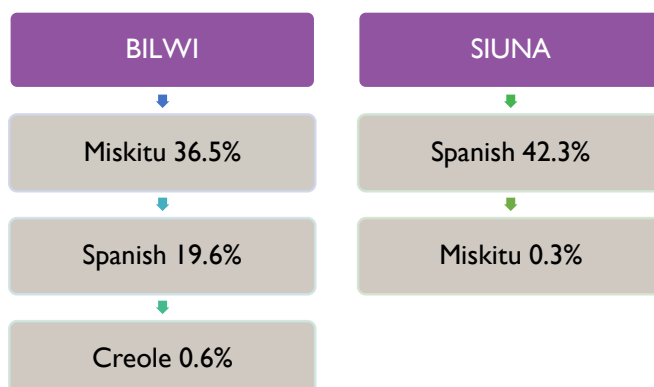 BILWI
Miskitu 36.5%
Spanish 19.6%
Creole 0.6%
SIUNA
Spanish 42.3%
Miskitu 0.3%